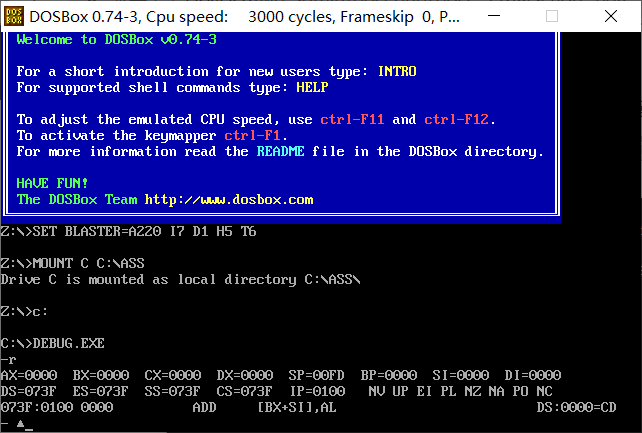 DOSBox 0.74-3, Cpu speed:    3000 cycles, Frameskip  0, P...
Welcome to DOSBox v0.74-3
For a short introduction for new users type: INTRO
For supported shell commands type: HELP
To adjust the emulated CPU speed, use ctrl-F11 and ctrl-F12.
To activate the keymapper ctrl-F1.
For more information read the README file in the DOSBox directory.
HAVE FUN!
The DOSBox Team http://www.dosbox.com
Z:\>SET BLASTER=A220 I7 D1 H5 T6
Z:\>MOUNT C C:\ASS
Drive C is mounted as local directory C:\ASS\
Z:\>c:
C:\>DEBUG.EXE
-r
AX=0000  BX=0000  CX=0000  DX=0000  SP=00FD  BP=0000  SI=0000  DI=0000
DS=073F  ES=073F  SS=073F  CS=073F  IP=0100   NV UP EI PL NZ NA PO NC
073F:0100 0000          ADD     [BX+SI],AL                         DS:0000=CD
- ▲_